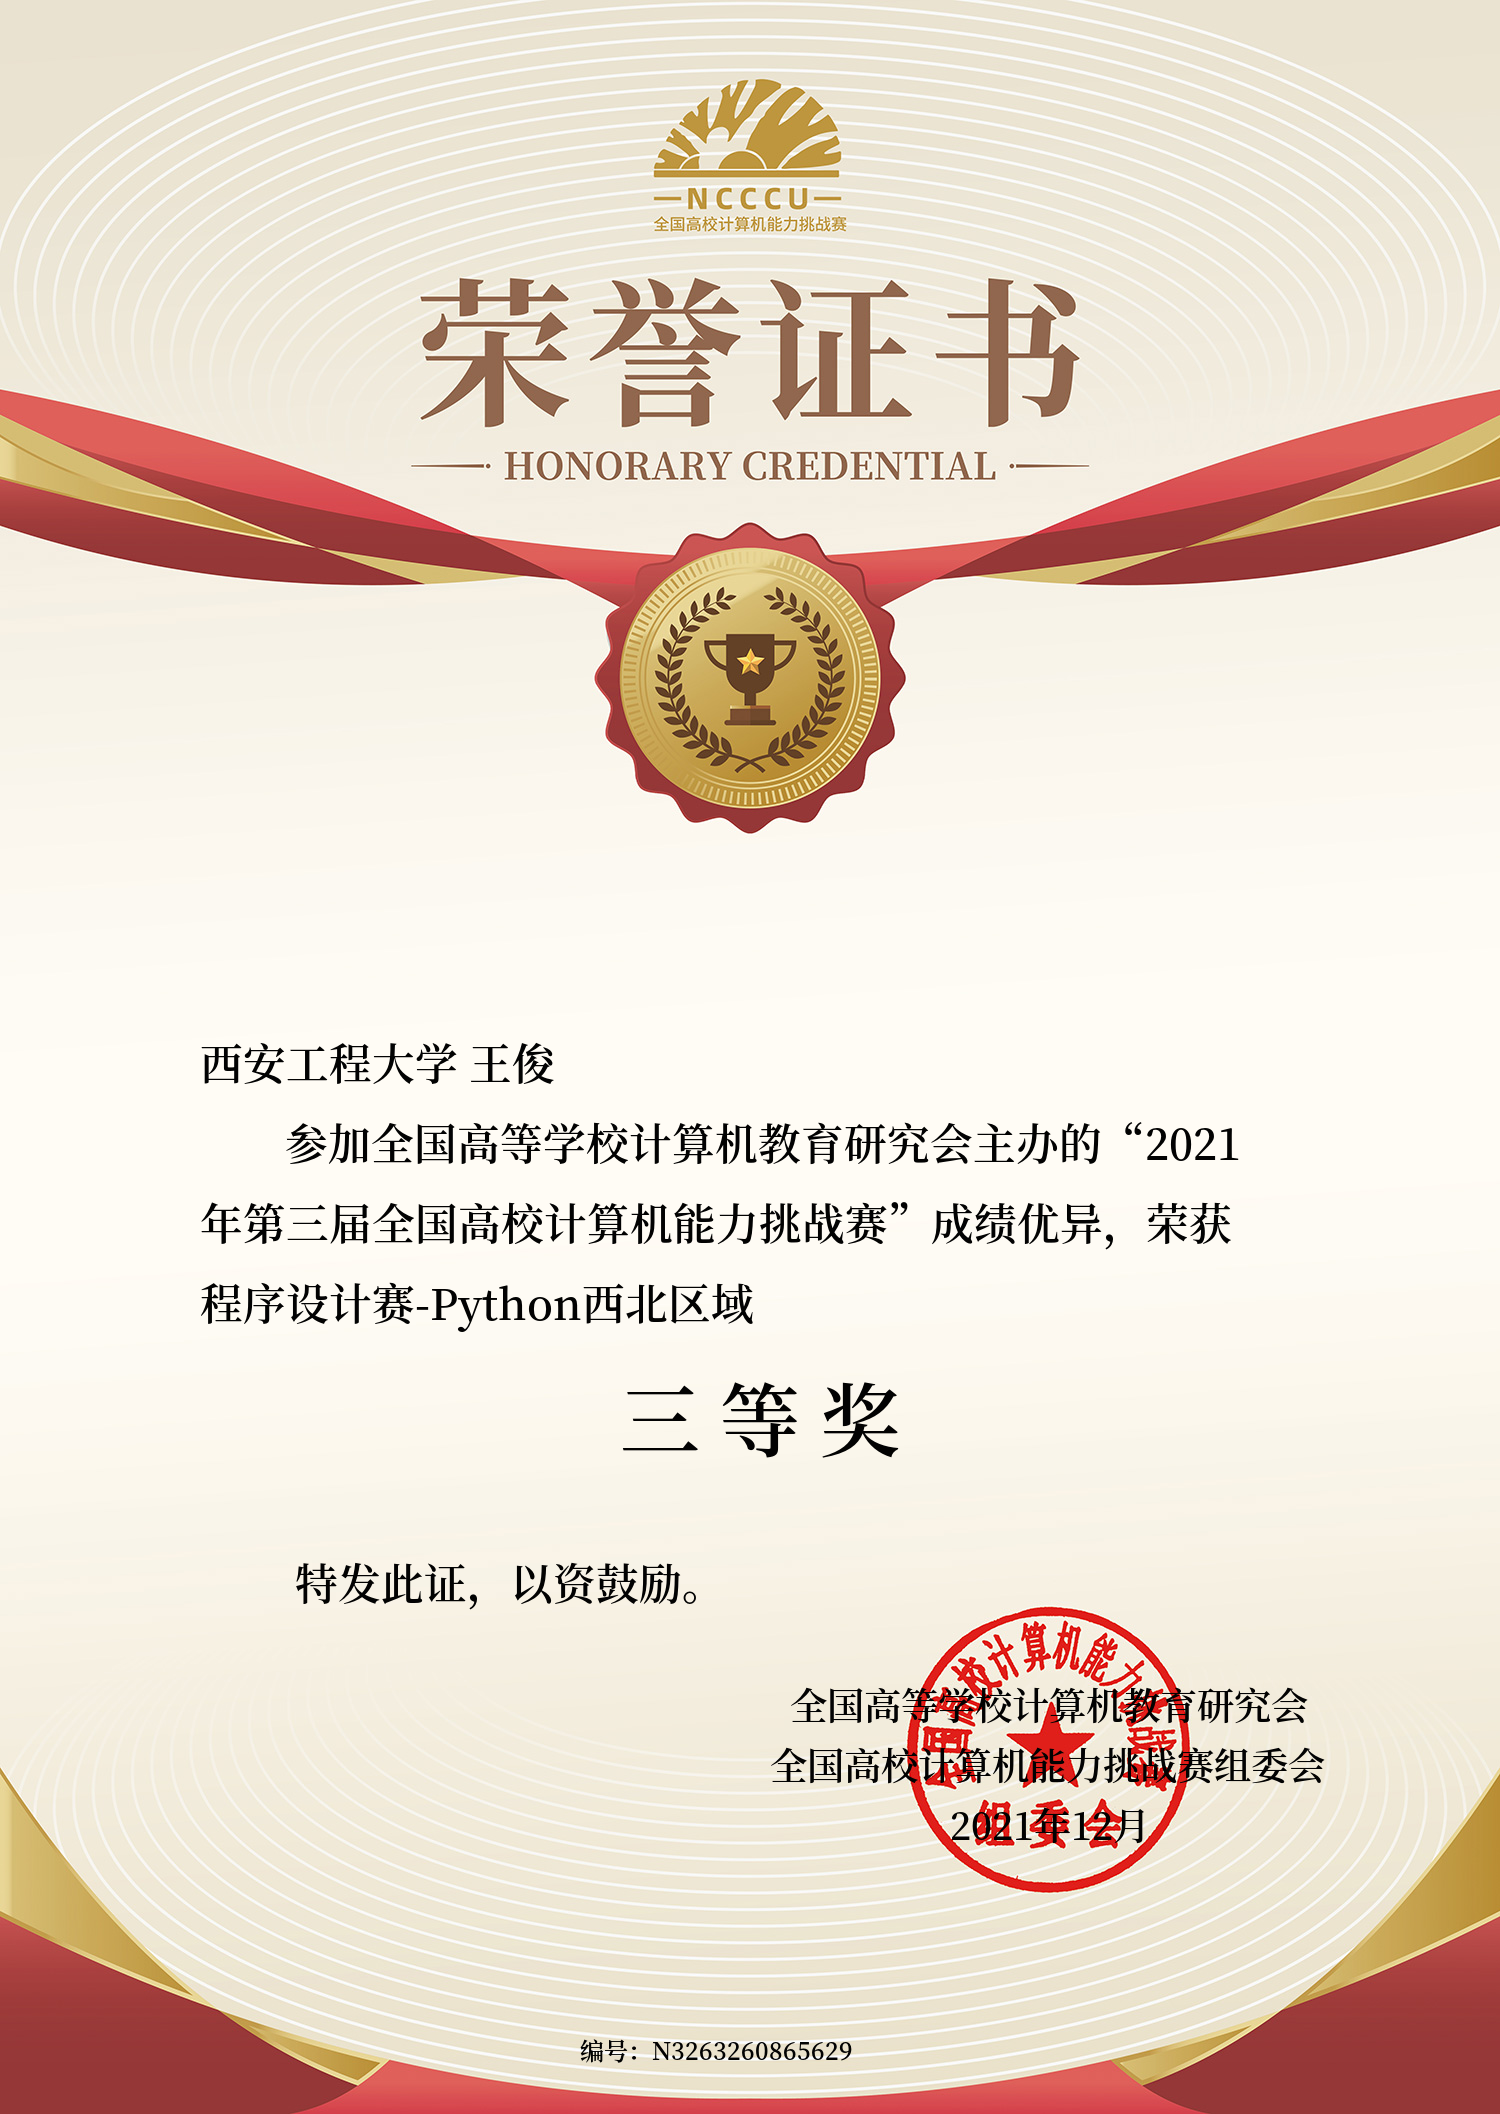 NCCCU
全国高校计算机能力挑战赛
荣誉证书
HONORARY CREDENTIAL
西安工程大学 王俊
参加全国高等学校计算机教育研究会主办的“2021
年第三届全国高校计算机能力挑战赛”成绩优异，荣获
程序设计赛-Python西北区域
三等奖
特发此证，以资鼓励。
全国高校计算机能力挑战赛
全国高等学校计算机教育研究会
全国高校计算机能力挑战赛组委会
2021年12月
组委会
编号：N3263260865629